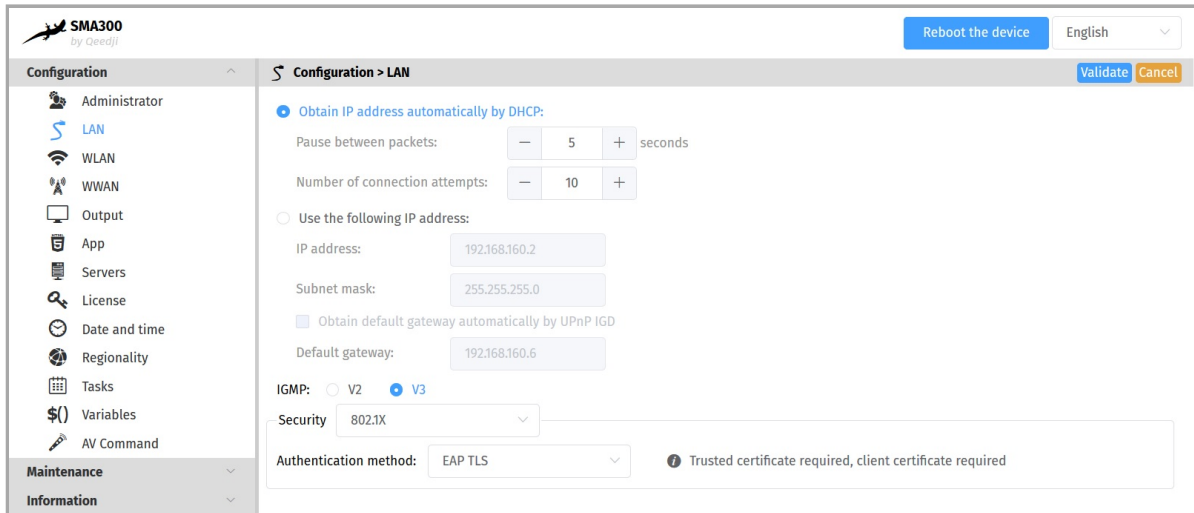 SMA300
by Qeedji
Reboot the device
English
Configuration
Administrator
LAN
WLAN
WWAN
Output
App
Servers
License
Date and time
Regionality
Tasks
$() Variables
AV Command
Maintenance
Information
Configuration > LAN
Validate Cancel
Obtain IP address automatically by DHCP:
Pause between packets: − 5 + seconds
Number of connection attempts: − 10 +
Use the following IP address:
IP address: 192.168.160.2
Subnet mask: 255.255.255.0
Obtain default gateway automatically by UPnP IGD
Default gateway: 192.168.160.6
IGMP: V2 V3
Security 802.1X
Authentication method: EAP TLS Trusted certificate required, client certificate required